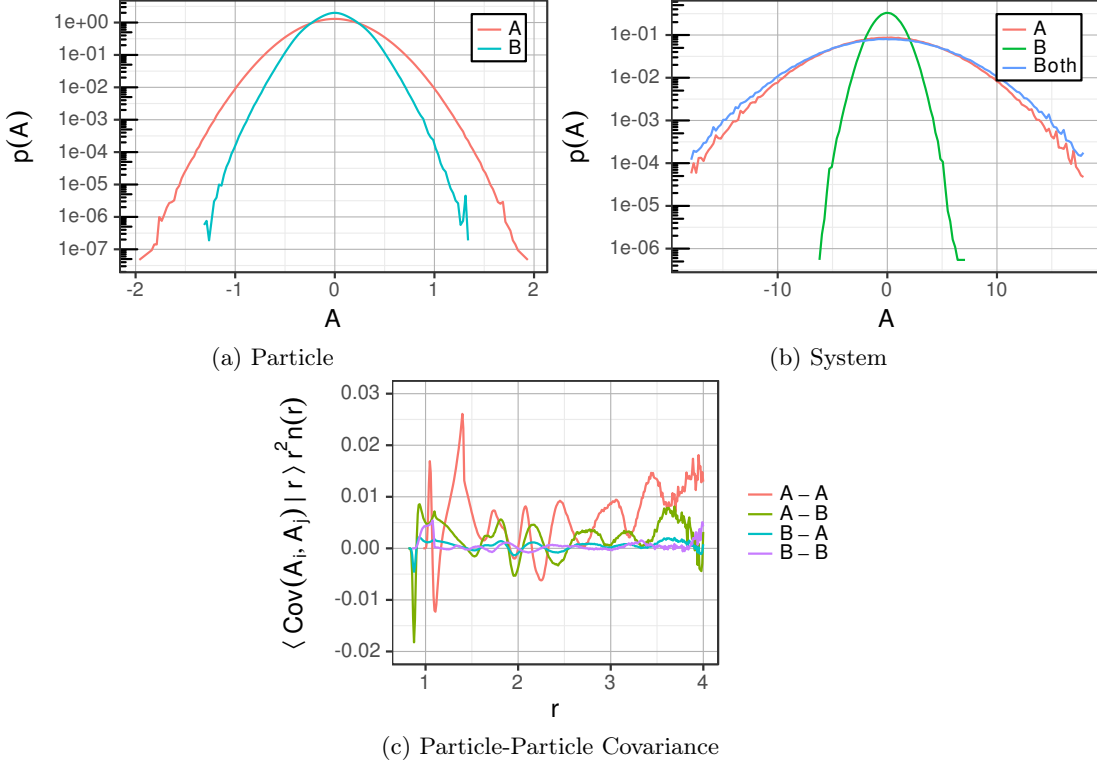 1e+00
1e-01
1e-02
1e-03
1e-04
1e-05
1e-06
1e-07
p(A)
A
B
-2
-1
0
1
2
A
(a) Particle
1e-01
1e-02
1e-03
1e-04
1e-05
1e-06
p(A)
A
B
Both
-10
0
10
A
(b) System
0.03
0.02
0.01
0.00
-0.01
-0.02
⟨ Cov(Aᵢ, Aⱼ) | r ⟩ r²n(r)
1
2
3
4
r
A – A
A – B
B – A
B – B
(c) Particle-Particle Covariance